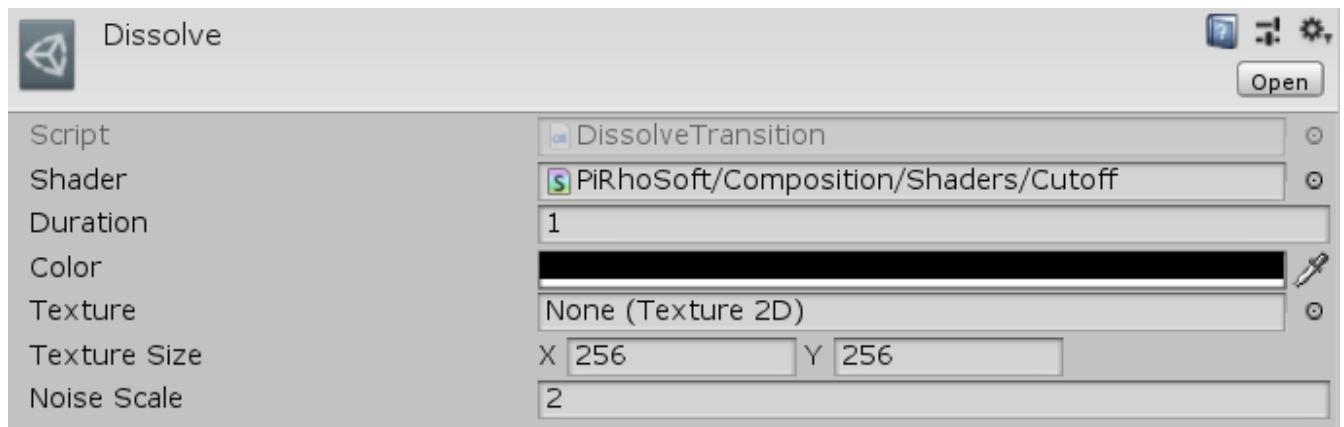 Dissolve
Open
Script DissolveTransition
Shader PiRhoSoft/Composition/Shaders/Cutoff
Duration 1
Color
Texture None (Texture 2D)
Texture Size X 256 Y 256
Noise Scale 2